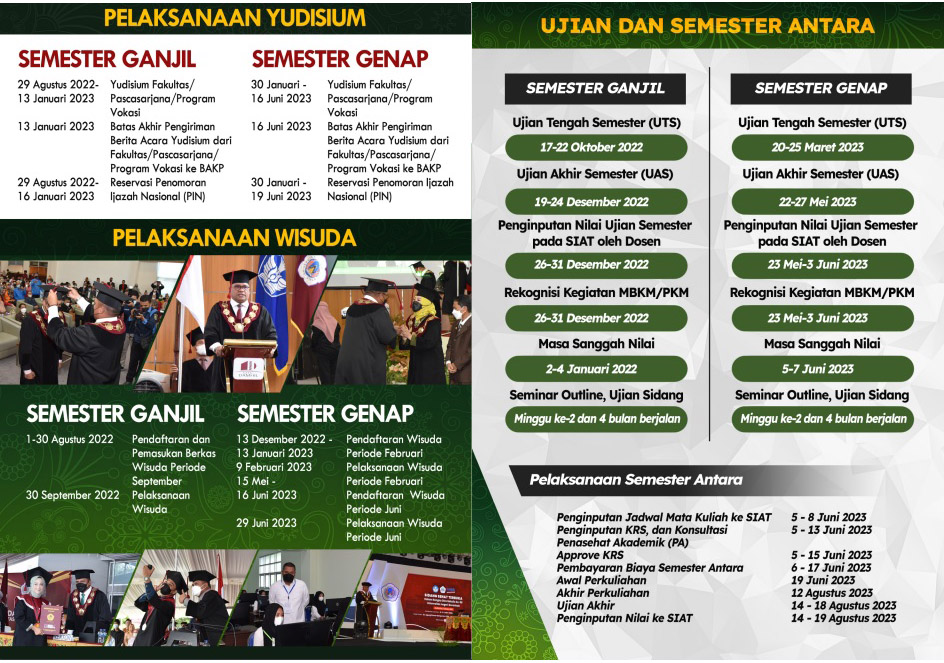 PELAKSANAAN YUDISIUM
SEMESTER GANJIL
29 Agustus 2022- Yudisium Fakultas/
13 Januari 2023 Pascasarjana/Program
Vokasi
13 Januari 2023 Batas Akhir Pengiriman
Berita Acara Yudisium dari
Fakultas/Pascasarjana/
Program Vokasi ke BAKP
29 Agustus 2022- Reservasi Penomoran
16 Januari 2023 Ijazah Nasional (PIN)
SEMESTER GENAP
30 Januari - Yudisium Fakultas/
16 Juni 2023 Pascasarjana/Program
Vokasi
16 Juni 2023 Batas Akhir Pengiriman
Berita Acara Yudisium dari
Fakultas/Pascasarjana/
Program Vokasi ke BAKP
30 Januari - Reservasi Penomoran Ijazah
19 Juni 2023 Nasional (PIN)
PELAKSANAAN WISUDA
SEMESTER GANJIL
1-30 Agustus 2022 Pendaftaran dan
Pemasukan Berkas
Wisuda Periode
September
30 September 2022 Pelaksanaan
Wisuda
SEMESTER GENAP
13 Desember 2022 - Pendaftaran Wisuda
13 Januari 2023 Periode Februari
9 Februari 2023 Pelaksanaan Wisuda
15 Mei - Periode Februari
16 Juni 2023 Pendaftaran Wisuda
Periode Juni
29 Juni 2023 Pelaksanaan Wisuda
Periode Juni
UJIAN DAN SEMESTER ANTARA
SEMESTER GANJIL
Ujian Tengah Semester (UTS)
17-22 Oktober 2022
Ujian Akhir Semester (UAS)
19-24 Desember 2022
Penginputan Nilai Ujian Semester
pada SIAT oleh Dosen
26-31 Desember 2022
Rekognisi Kegiatan MBKM/PKM
26-31 Desember 2022
Masa Sanggah Nilai
2-4 Januari 2022
Seminar Outline, Ujian Sidang
Minggu ke-2 dan 4 bulan berjalan
SEMESTER GENAP
Ujian Tengah Semester (UTS)
20-25 Maret 2023
Ujian Akhir Semester (UAS)
22-27 Mei 2023
Penginputan Nilai Ujian Semester
pada SIAT oleh Dosen
23 Mei-3 Juni 2023
Rekognisi Kegiatan MBKM/PKM
23 Mei-3 Juni 2023
Masa Sanggah Nilai
5-7 Juni 2023
Seminar Outline, Ujian Sidang
Minggu ke-2 dan 4 bulan berjalan
Pelaksanaan Semester Antara
Penginputan Jadwal Mata Kuliah ke SIAT 5 - 8 Juni 2023
Penginputan KRS, dan Konsultasi 5 - 13 Juni 2023
Penasehat Akademik (PA)
Approve KRS 5 - 15 Juni 2023
Pembayaran Biaya Semester Antara 6 - 17 Juni 2023
Awal Perkuliahan 19 Juni 2023
Akhir Perkuliahan 12 Agustus 2023
Ujian Akhir 14 - 18 Agustus 2023
Penginputan Nilai ke SIAT 14 - 19 Agustus 2023